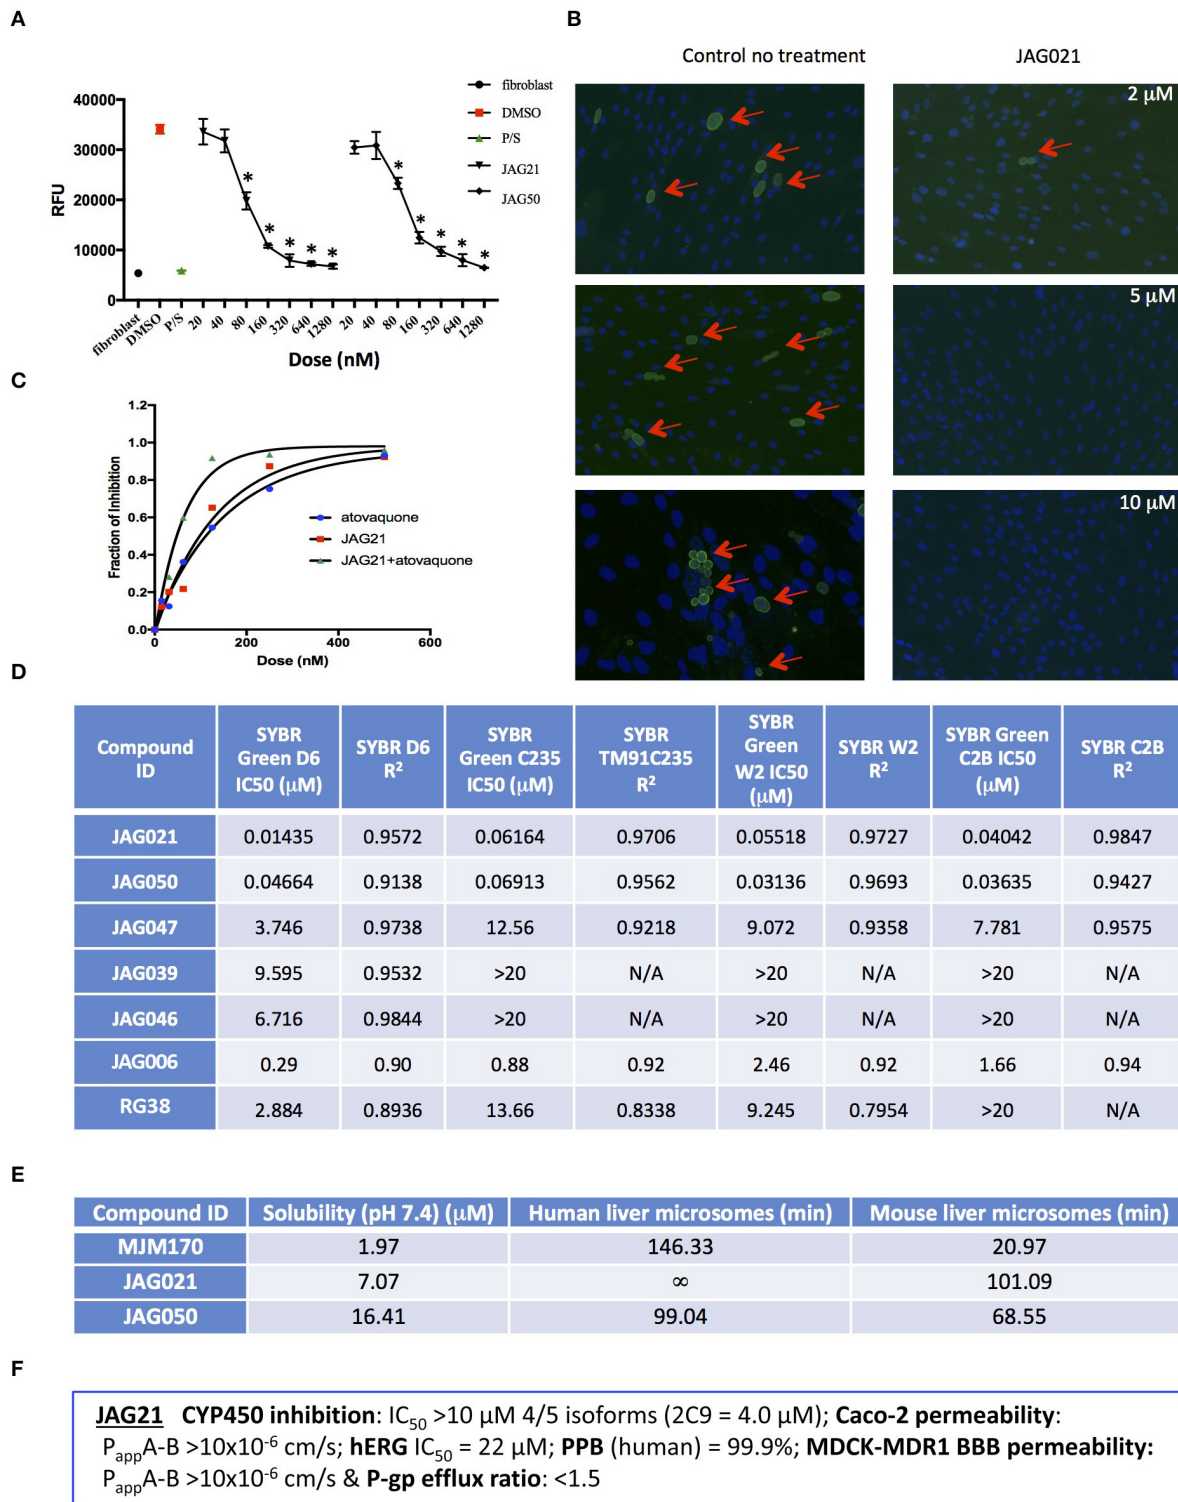 A
fibroblast
DMSO
P/S
JAG21
JAG50
RFU
40000
30000
20000
10000
0
* * * * * * * * * *
fibroblast DMSO P/S 20 40 80 160 320 640 1280 20 40 80 160 320 640 1280
Dose (nM)
B
Control no treatment JAG021
2 μM
5 μM
10 μM
C
Fraction of Inhibition
1.2
1.0
0.8
0.6
0.4
0.2
0.0
0 200 400 600
Dose (nM)
atovaquone
JAG21
JAG21+atovaquone
D
Compound ID | SYBR Green D6 IC50 (μM) | SYBR D6 R² | SYBR Green C235 IC50 (μM) | SYBR TM91C235 R² | SYBR Green W2 IC50 (μM) | SYBR W2 R² | SYBR Green C2B IC50 (μM) | SYBR C2B R²
JAG021 0.01435 0.9572 0.06164 0.9706 0.05518 0.9727 0.04042 0.9847
JAG050 0.04664 0.9138 0.06913 0.9562 0.03136 0.9693 0.03635 0.9427
JAG047 3.746 0.9738 12.56 0.9218 9.072 0.9358 7.781 0.9575
JAG039 9.595 0.9532 >20 N/A >20 N/A >20 N/A
JAG046 6.716 0.9844 >20 N/A >20 N/A >20 N/A
JAG006 0.29 0.90 0.88 0.92 2.46 0.92 1.66 0.94
RG38 2.884 0.8936 13.66 0.8338 9.245 0.7954 >20 N/A
E
Compound ID Solubility (pH 7.4) (μM) Human liver microsomes (min) Mouse liver microsomes (min)
MJM170 1.97 146.33 20.97
JAG021 7.07 ∞ 101.09
JAG050 16.41 99.04 68.55
F
JAG21 CYP450 inhibition: IC₅₀ >10 μM 4/5 isoforms (2C9 = 4.0 μM); Caco-2 permeability:
PₐₚₚA-B >10x10⁻⁶ cm/s; hERG IC₅₀ = 22 μM; PPB (human) = 99.9%; MDCK-MDR1 BBB permeability:
PₐₚₚA-B >10x10⁻⁶ cm/s & P-gp efflux ratio: <1.5